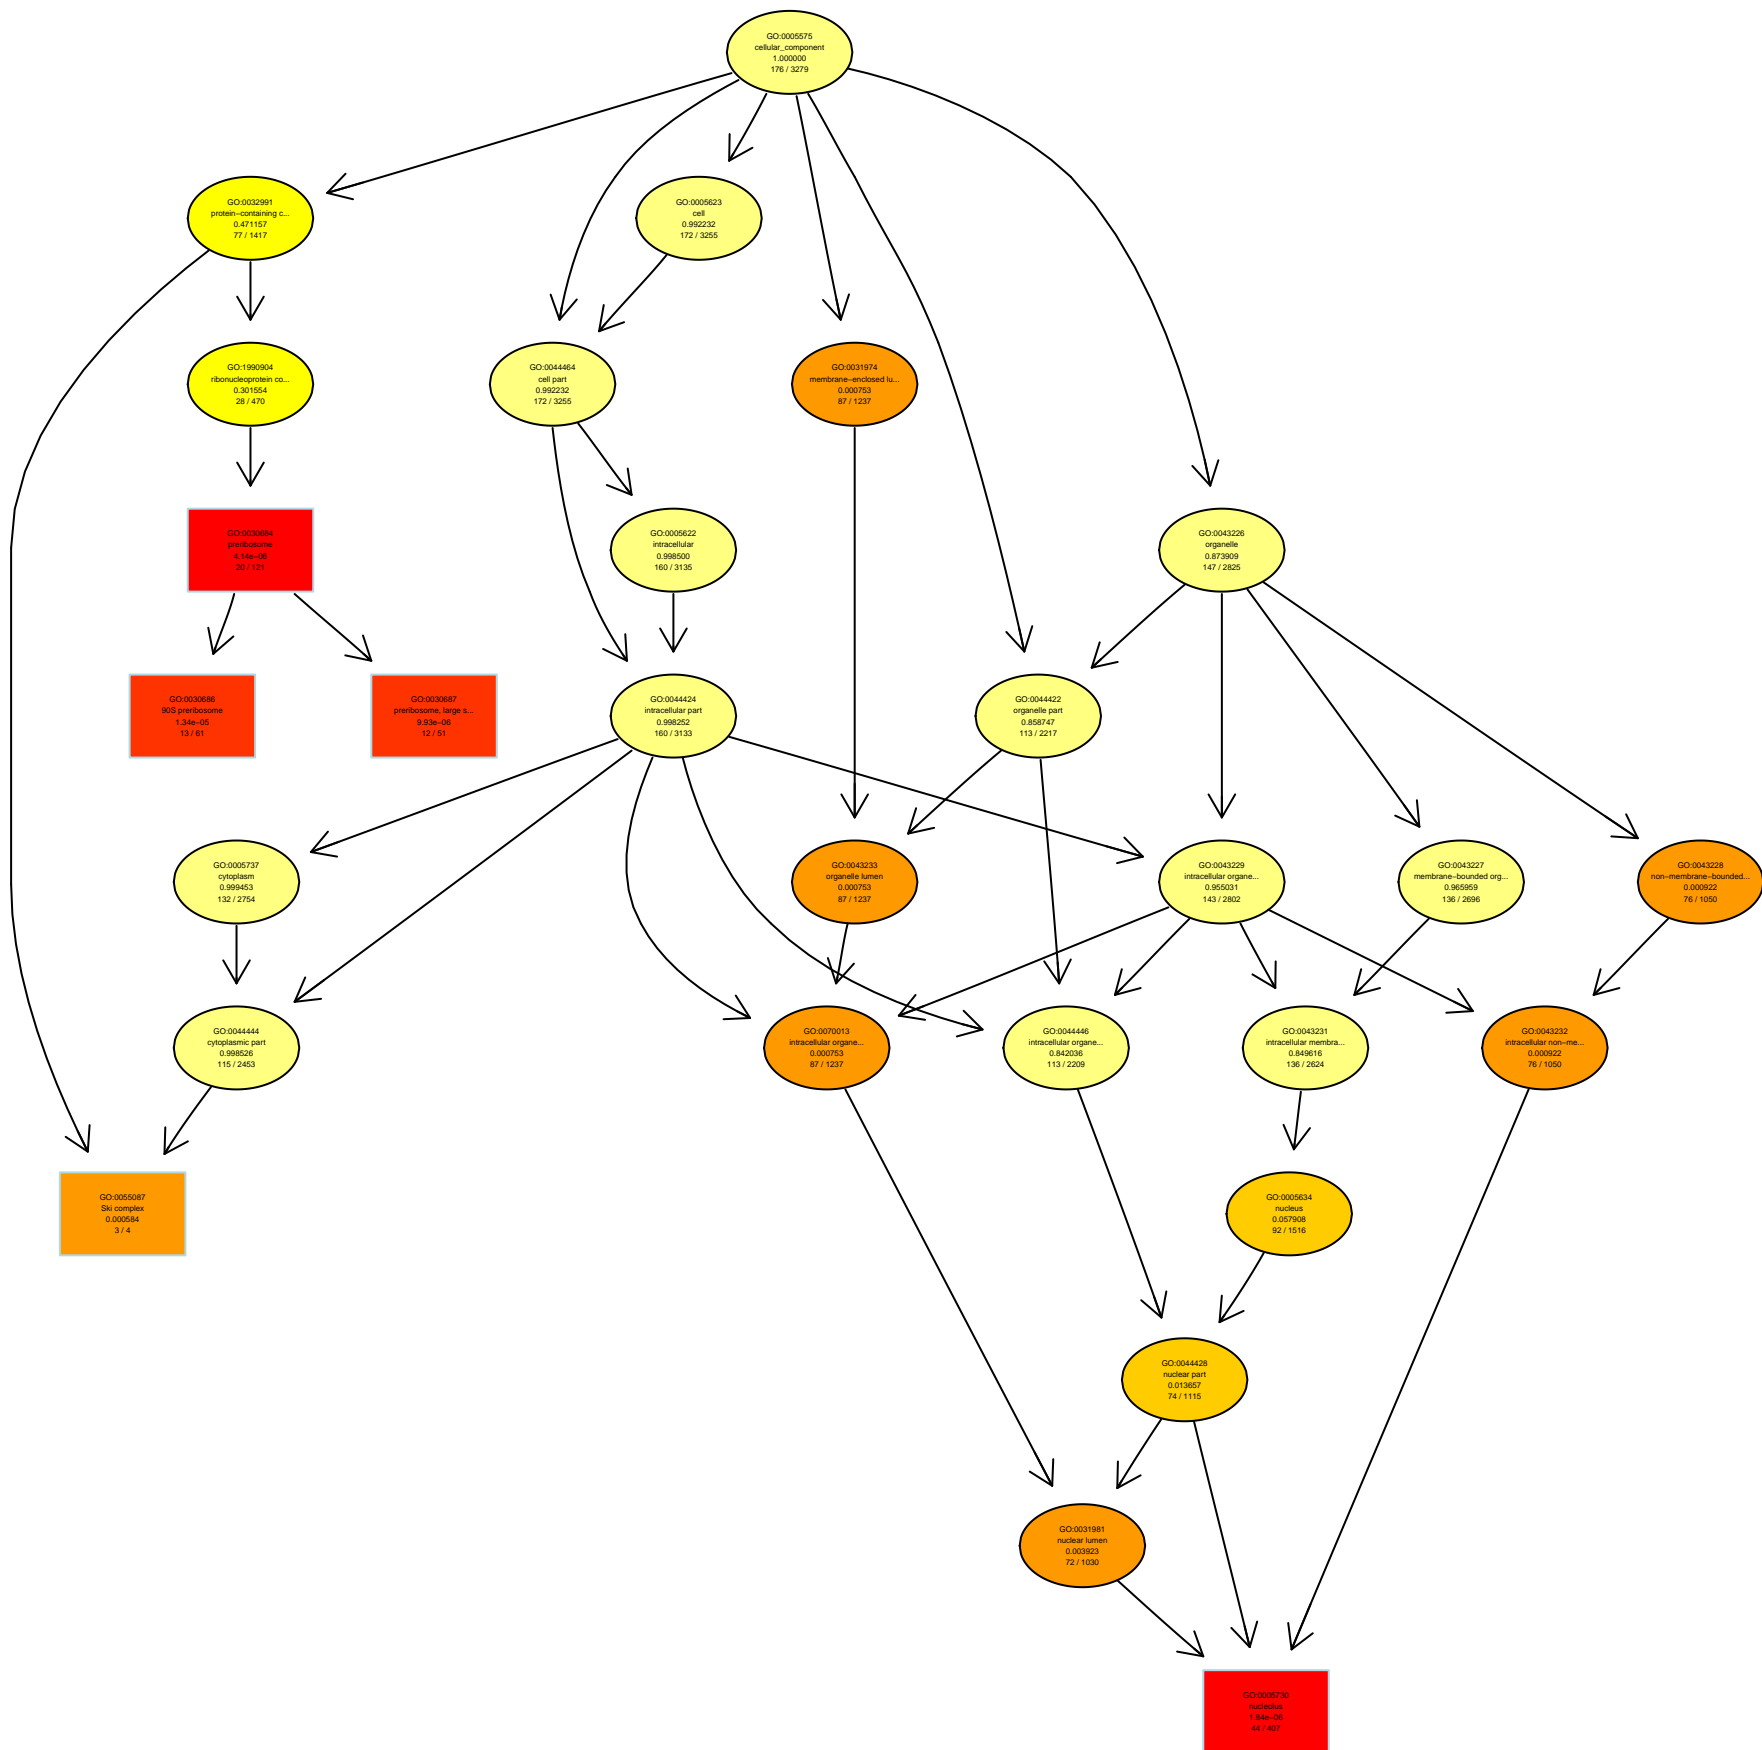 GO:0005575
cellular_component
1.000000
176 / 3279
GO:0032991
protein−containing c...
0.471157
77 / 1417
GO:0005623
cell
0.992232
172 / 3255
GO:1990904
ribonucleoprotein co...
0.301554
28 / 470
GO:0044464
cell part
0.992232
172 / 3255
GO:0031974
membrane−enclosed lu...
0.000753
87 / 1237
GO:0030684
preribosome
4.14e−06
20 / 121
GO:0005622
intracellular
0.998500
160 / 3135
GO:0043226
organelle
0.873909
147 / 2825
GO:0030686
90S preribosome
1.34e−05
13 / 61
GO:0030687
preribosome, large s...
9.93e−06
12 / 51
GO:0044424
intracellular part
0.998252
160 / 3133
GO:0044422
organelle part
0.858747
113 / 2217
GO:0005737
cytoplasm
0.999453
132 / 2754
GO:0043233
organelle lumen
0.000753
87 / 1237
GO:0043229
intracellular organe...
0.955031
143 / 2802
GO:0043227
membrane−bounded org...
0.965959
136 / 2696
GO:0043228
non−membrane−bounded...
0.000922
76 / 1050
GO:0044444
cytoplasmic part
0.998526
115 / 2453
GO:0070013
intracellular organe...
0.000753
87 / 1237
GO:0044446
intracellular organe...
0.842036
113 / 2209
GO:0043231
intracellular membra...
0.849616
136 / 2624
GO:0043232
intracellular non−me...
0.000922
76 / 1050
GO:0055087
Ski complex
0.000584
3 / 4
GO:0005634
nucleus
0.057908
92 / 1516
GO:0044428
nuclear part
0.013657
74 / 1115
GO:0031981
nuclear lumen
0.003923
72 / 1030
GO:0005730
nucleolus
1.84e−06
44 / 407